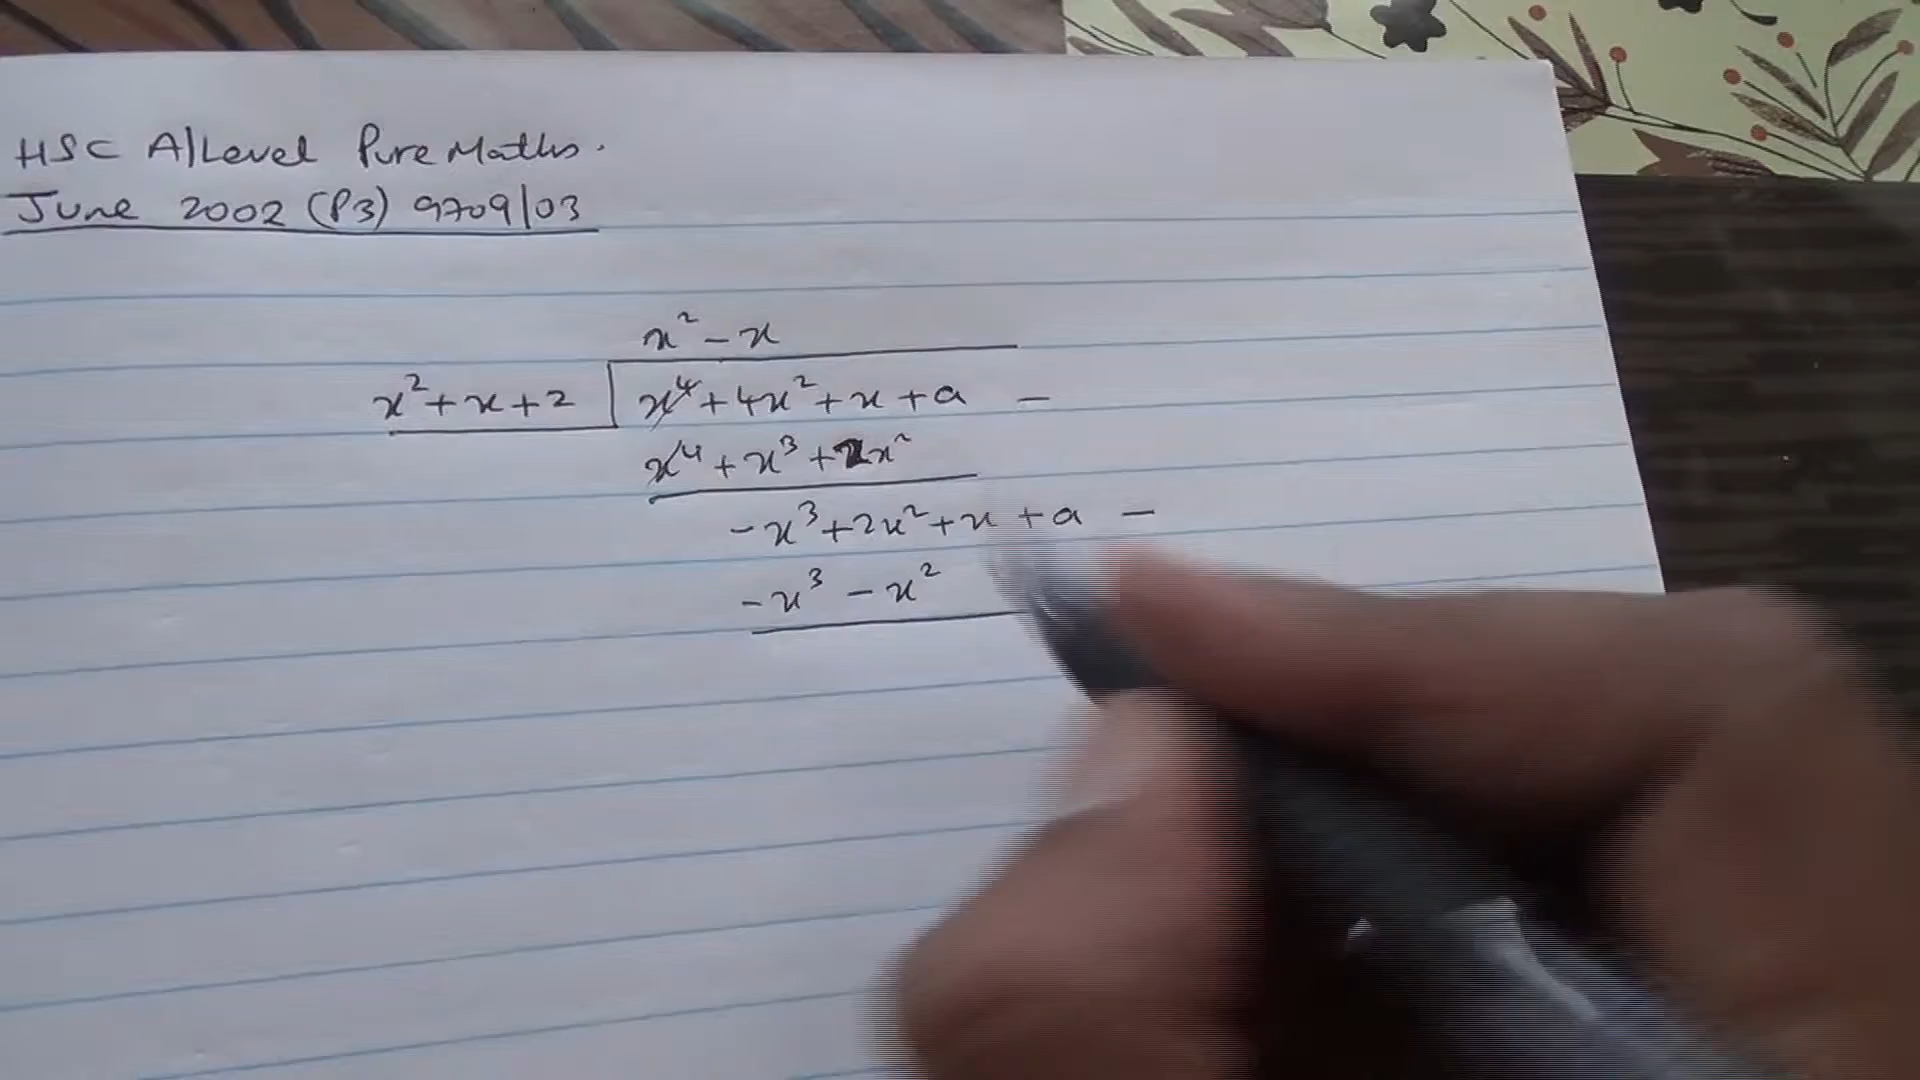 HSC A/Level Pure Maths.
June 2002 (P3) 9709/03
x² - x
x² + x + 2 x⁴ + 4x² + x + a -
x⁴ + x³ + 2x²
-x³ + 2x² + x + a -
-x³ - x²